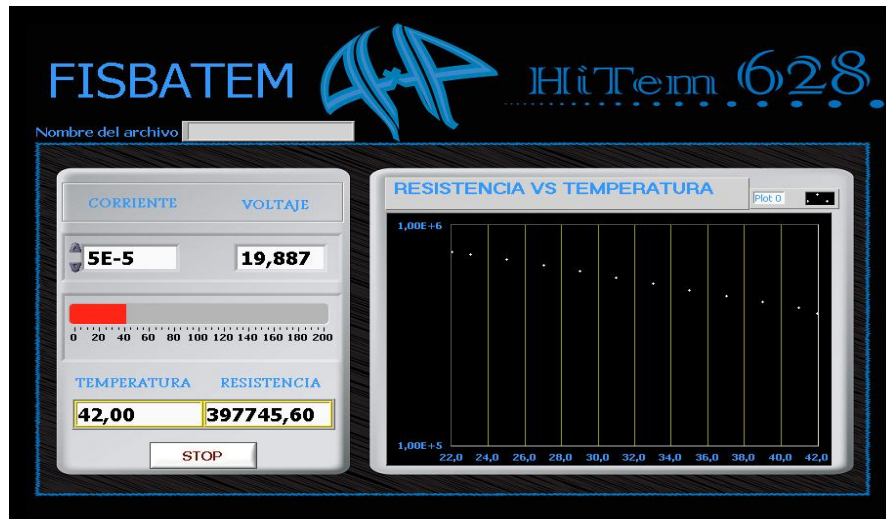 FISBATEM
HiTem 628
Nombre del archivo
CORRIENTE VOLTAJE
5E-5 19,887
0 20 40 60 80 100 120 140 160 180 200
TEMPERATURA RESISTENCIA
42,00 397745,60
STOP
RESISTENCIA VS TEMPERATURA
Plot 0
1,00E+6
1,00E+5
22,0 24,0 26,0 28,0 30,0 32,0 34,0 36,0 38,0 40,0 42,0